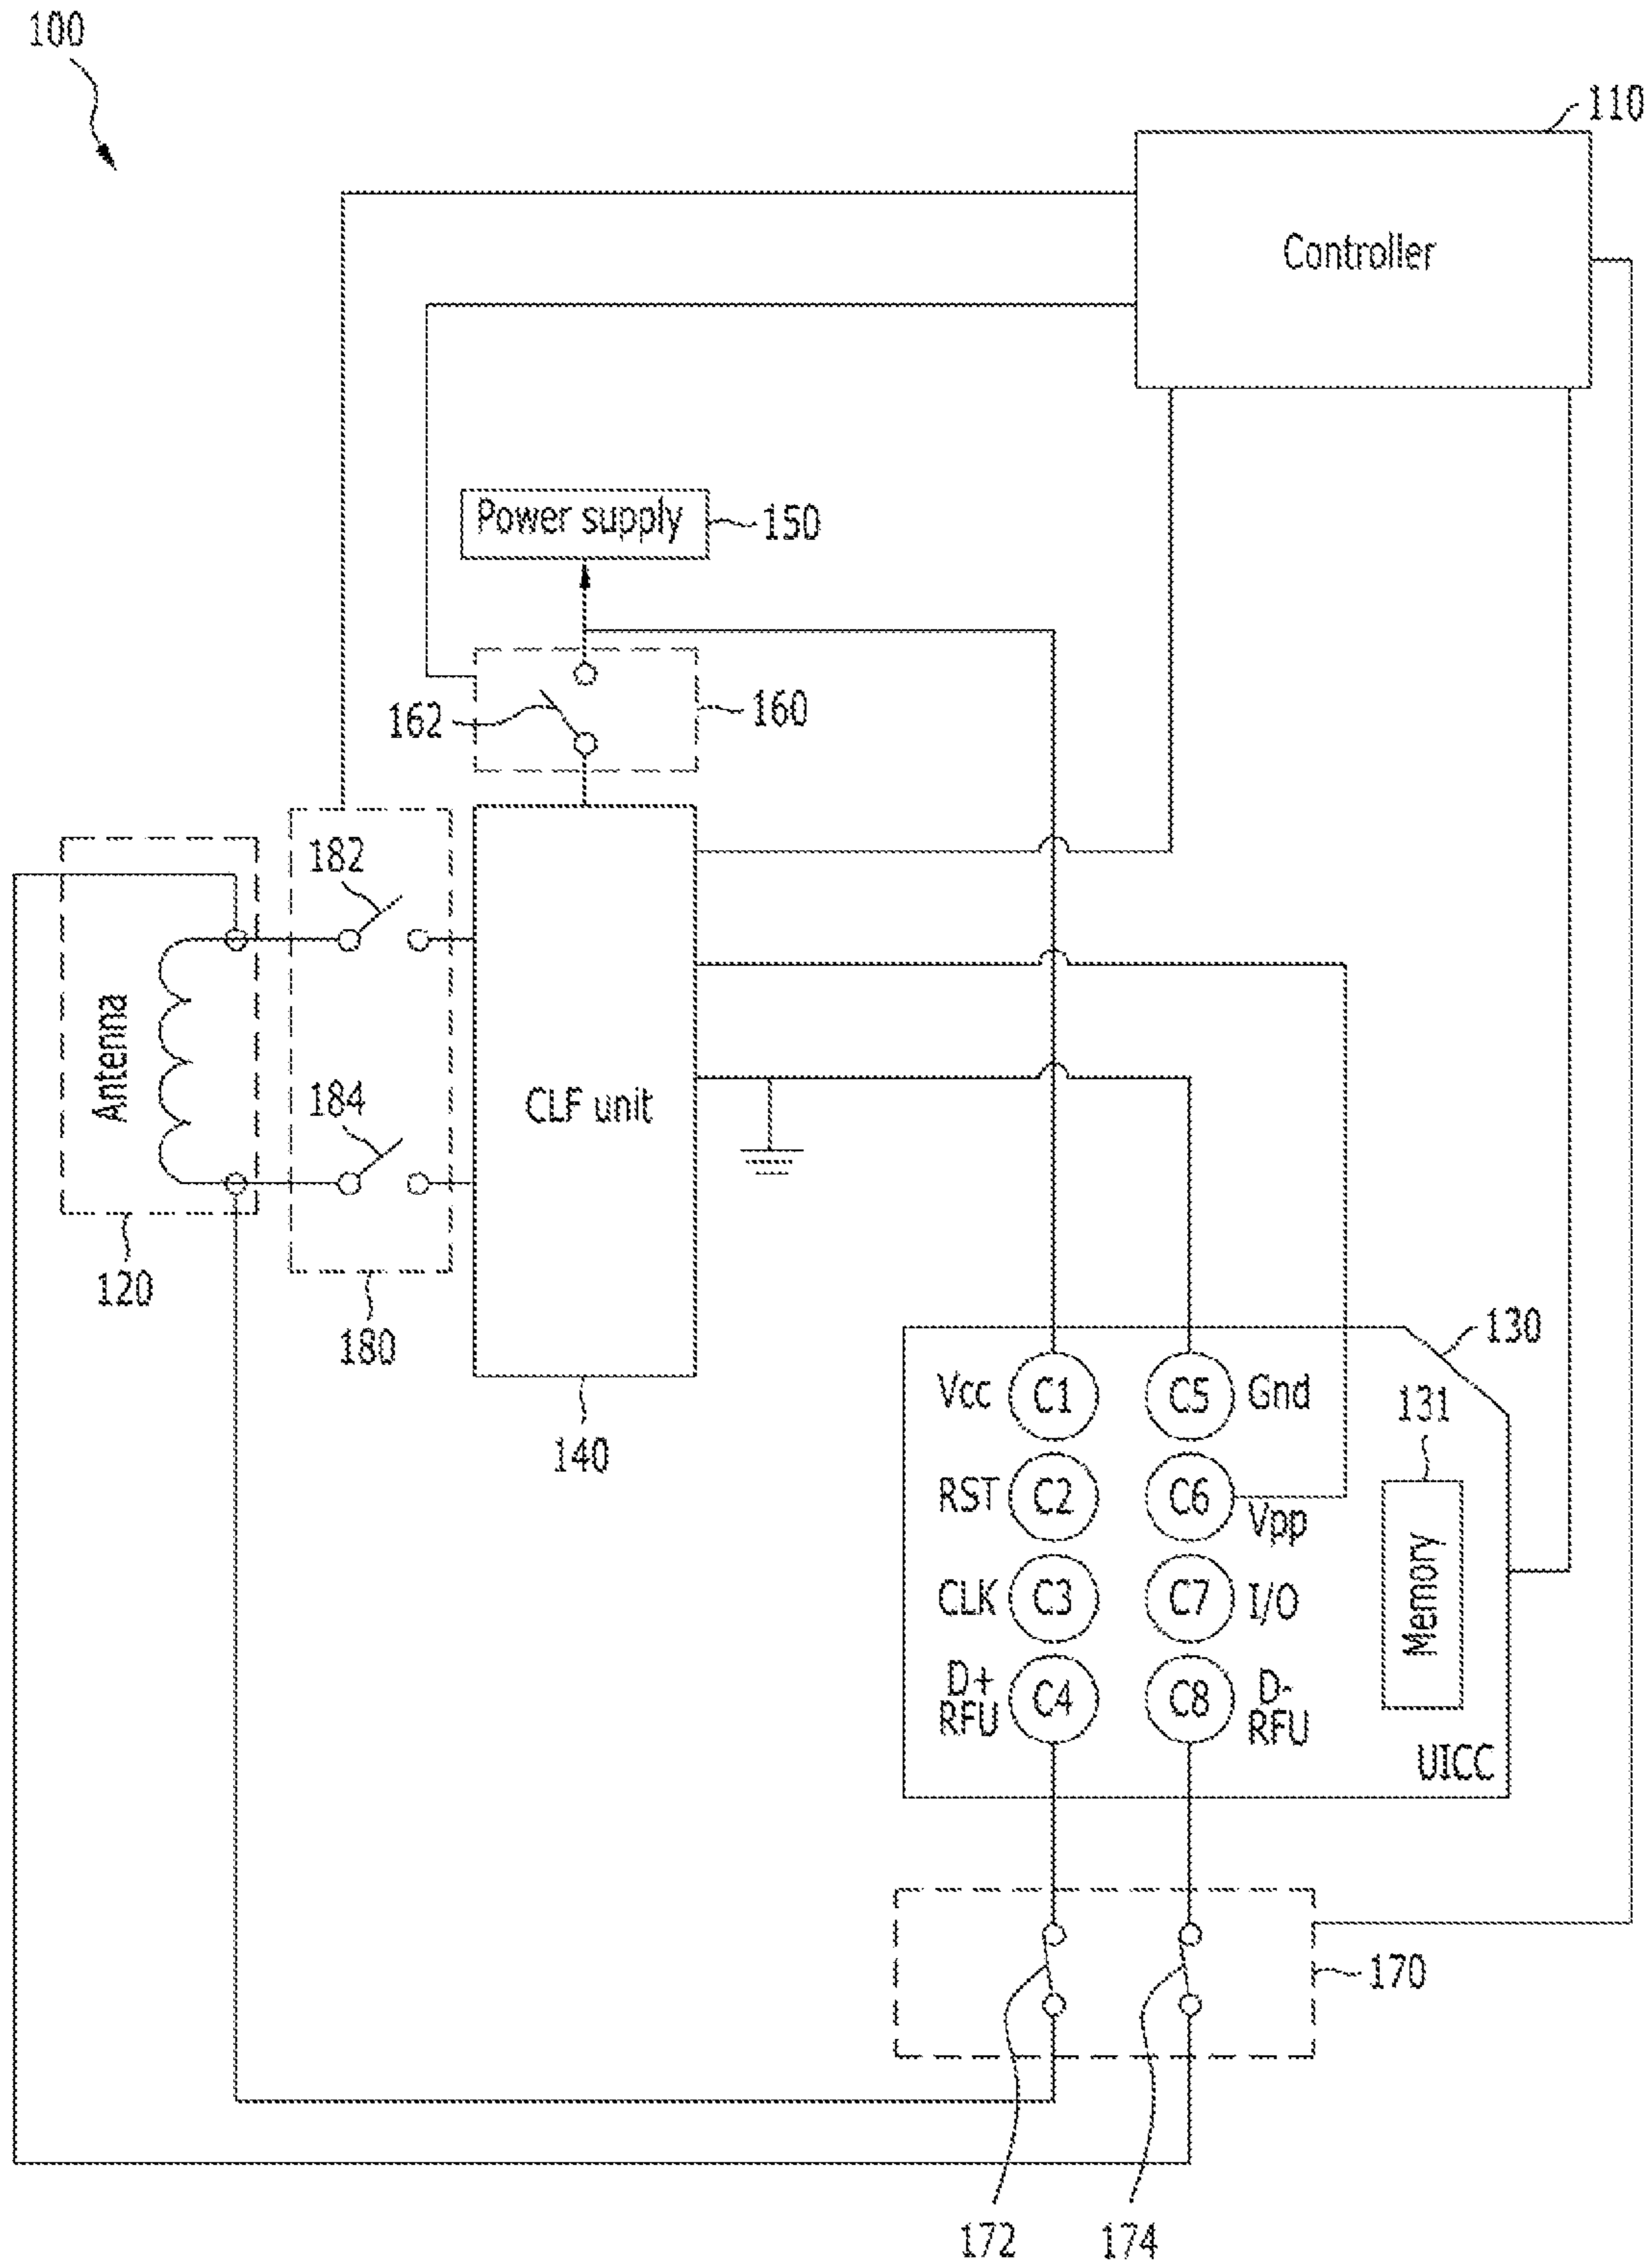 100
110
Controller
Power supply
150
162
160
182
Antenna
184
CLF unit
120
180
140
130
Vcc C1 C5 Gnd
131
RST C2 C6 Vpp
CLK C3 C7 I/O
Memory
D+ RFU C4 C8 D- RFU
UICC
170
172
174